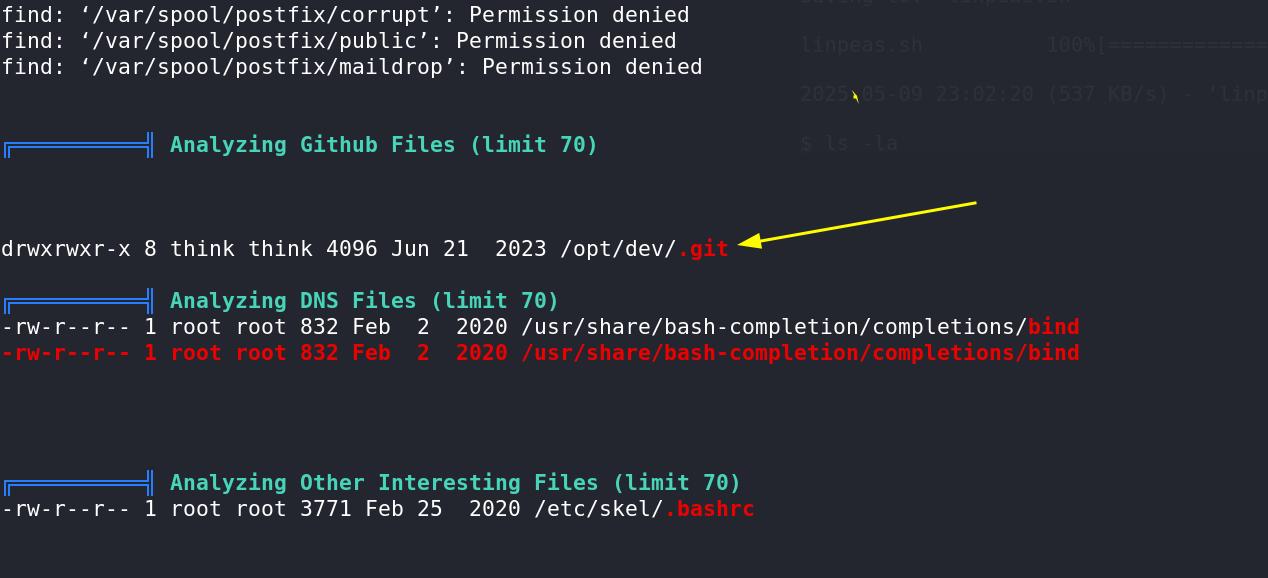 find: ‘/var/spool/postfix/corrupt’: Permission denied
find: ‘/var/spool/postfix/public’: Permission denied
find: ‘/var/spool/postfix/maildrop’: Permission denied
linpeas.sh 100%[=============
2025-05-09 23:02:20 (537 KB/s) - ‘linp
$ ls -la
Analyzing Github Files (limit 70)
drwxrwxr-x 8 think think 4096 Jun 21  2023 /opt/dev/.git
Analyzing DNS Files (limit 70)
-rw-r--r-- 1 root root 832 Feb  2  2020 /usr/share/bash-completion/completions/bind
-rw-r--r-- 1 root root 832 Feb  2  2020 /usr/share/bash-completion/completions/bind
Analyzing Other Interesting Files (limit 70)
-rw-r--r-- 1 root root 3771 Feb 25  2020 /etc/skel/.bashrc